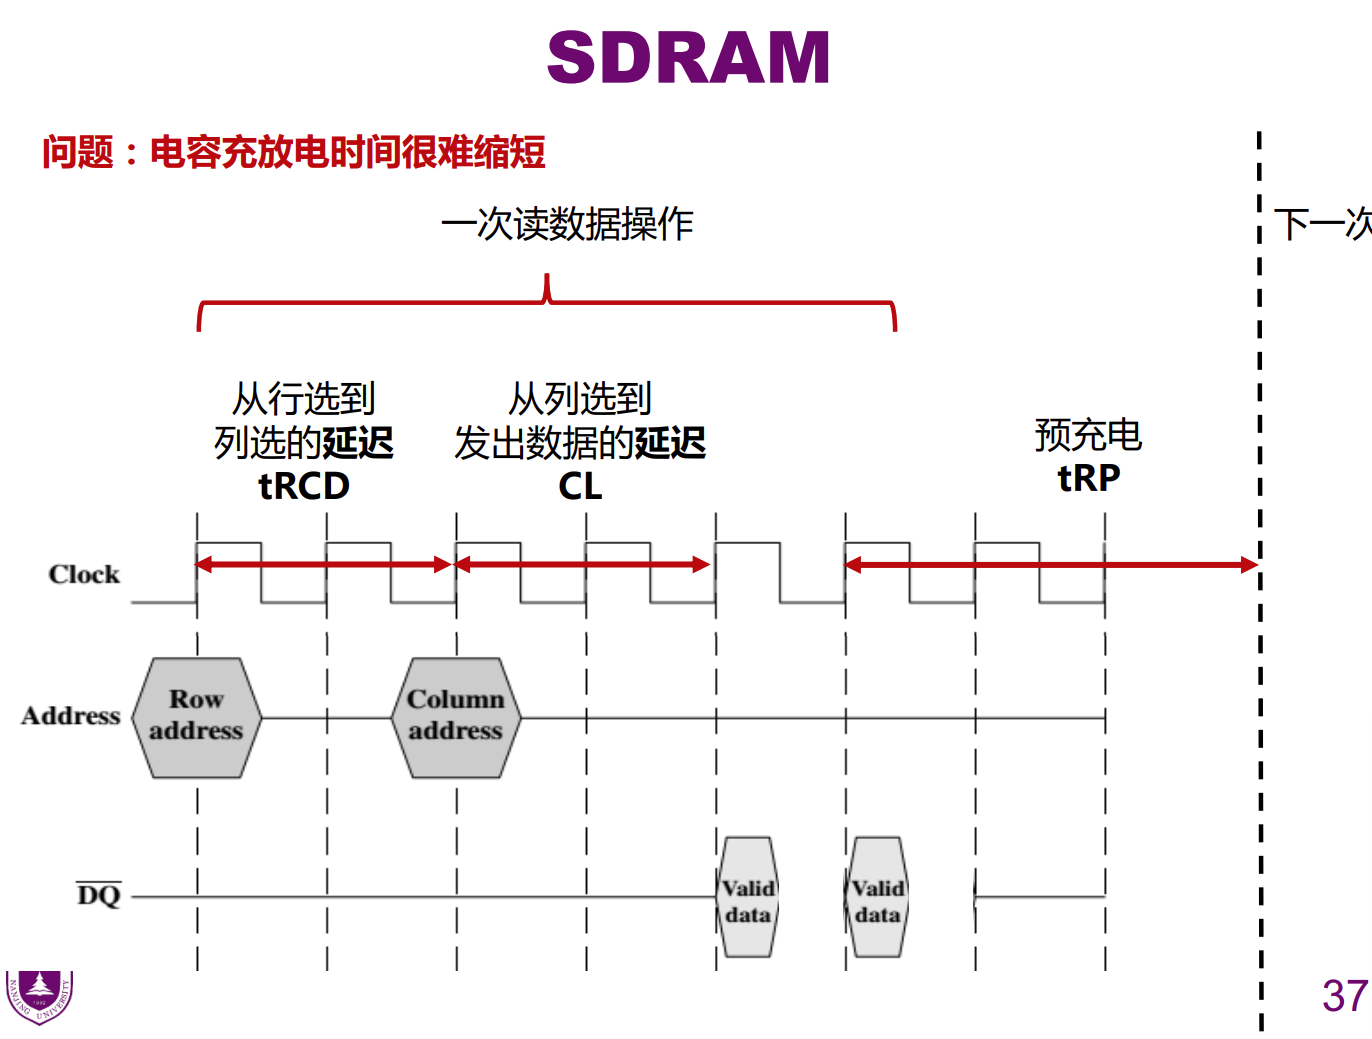 SDRAM
问题：电容充放电时间很难缩短
一次读数据操作
下一次
从行选到
列选的延迟
tRCD
从列选到
发出数据的延迟
CL
预充电
tRP
Clock
Address
Row
address
Column
address
DQ
Valid
data
Valid
data
NANJING UNIVERSITY
1902
37